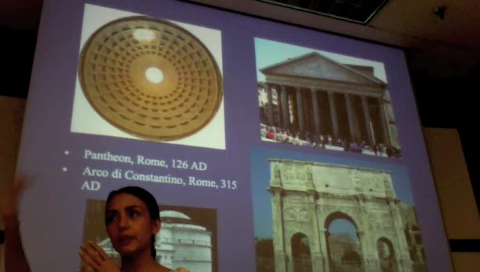 • Pantheon, Rome, 126 AD
• Arco di Constantino, Rome, 315
AD